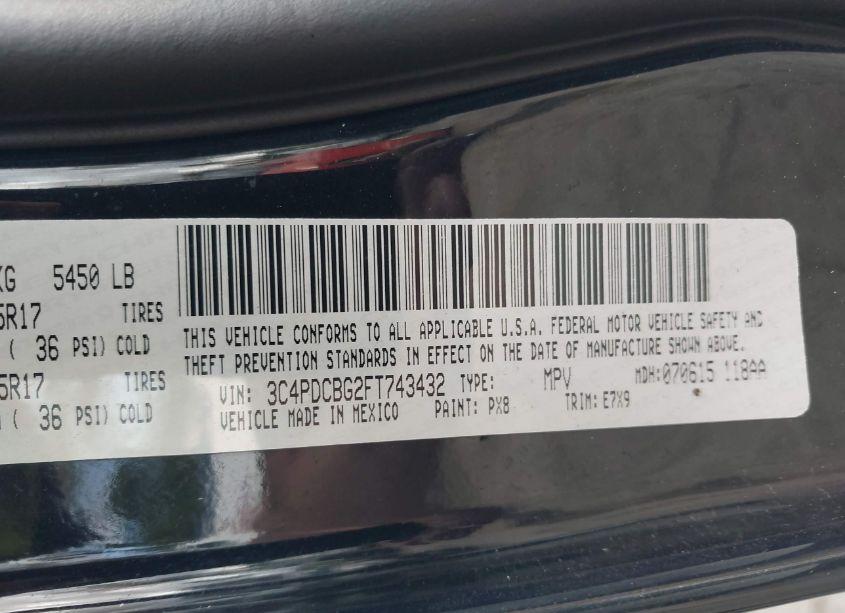 KG 5450 LB
5R17 TIRES
( 36 PSI) COLD
5R17 TIRES
( 36 PSI) COLD
THIS VEHICLE CONFORMS TO ALL APPLICABLE U.S.A. FEDERAL MOTOR VEHICLE SAFETY AND
THEFT PREVENTION STANDARDS IN EFFECT ON THE DATE OF MANUFACTURE SHOWN ABOVE.
VIN: 3C4PDCBG2FT743432 TYPE: MPV MDH:070615 118AA
VEHICLE MADE IN MEXICO PAINT: PX8 TRIM: E7X9